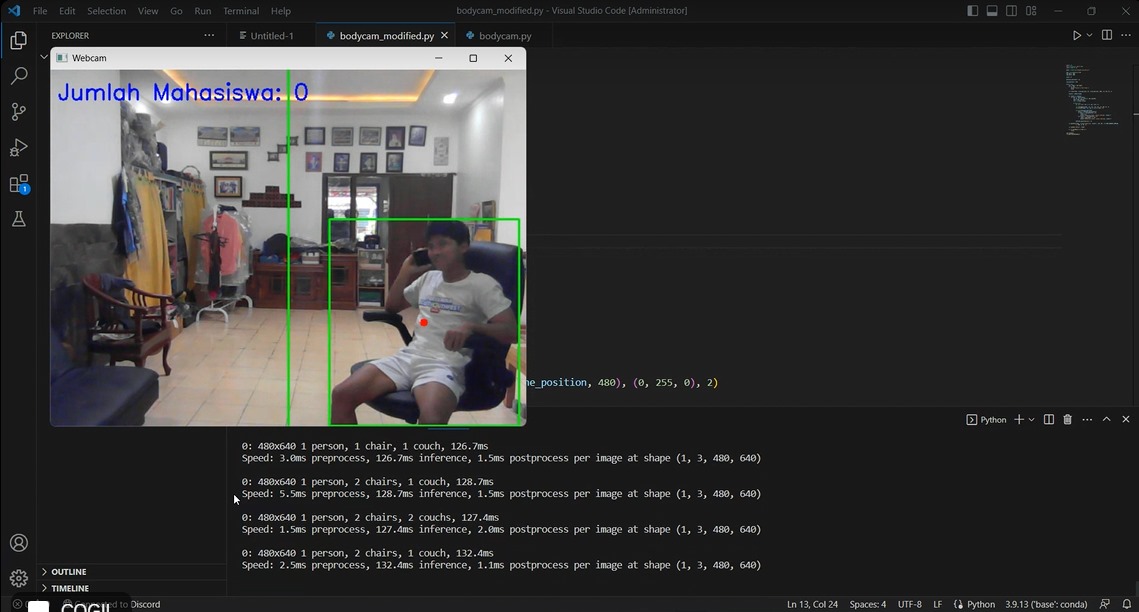 File Edit Selection View Go Run Terminal Help
bodycam_modified.py - Visual Studio Code [Administrator]
EXPLORER
Untitled-1
bodycam_modified.py
bodycam.py
Webcam
Jumlah Mahasiswa: 0
ne_position, 480), (0, 255, 0), 2)
Python
0: 480x640 1 person, 1 chair, 1 couch, 126.7ms
Speed: 3.0ms preprocess, 126.7ms inference, 1.5ms postprocess per image at shape (1, 3, 480, 640)
0: 480x640 1 person, 2 chairs, 1 couch, 128.7ms
Speed: 5.5ms preprocess, 128.7ms inference, 1.5ms postprocess per image at shape (1, 3, 480, 640)
0: 480x640 1 person, 2 chairs, 2 couchs, 127.4ms
Speed: 1.5ms preprocess, 127.4ms inference, 2.0ms postprocess per image at shape (1, 3, 480, 640)
0: 480x640 1 person, 2 chairs, 1 couch, 132.4ms
Speed: 2.5ms preprocess, 132.4ms inference, 1.1ms postprocess per image at shape (1, 3, 480, 640)
1
OUTLINE
TIMELINE
to Discord
Ln 13, Col 24 Spaces: 4 UTF-8 LF Python 3.9.13 ('base': conda)